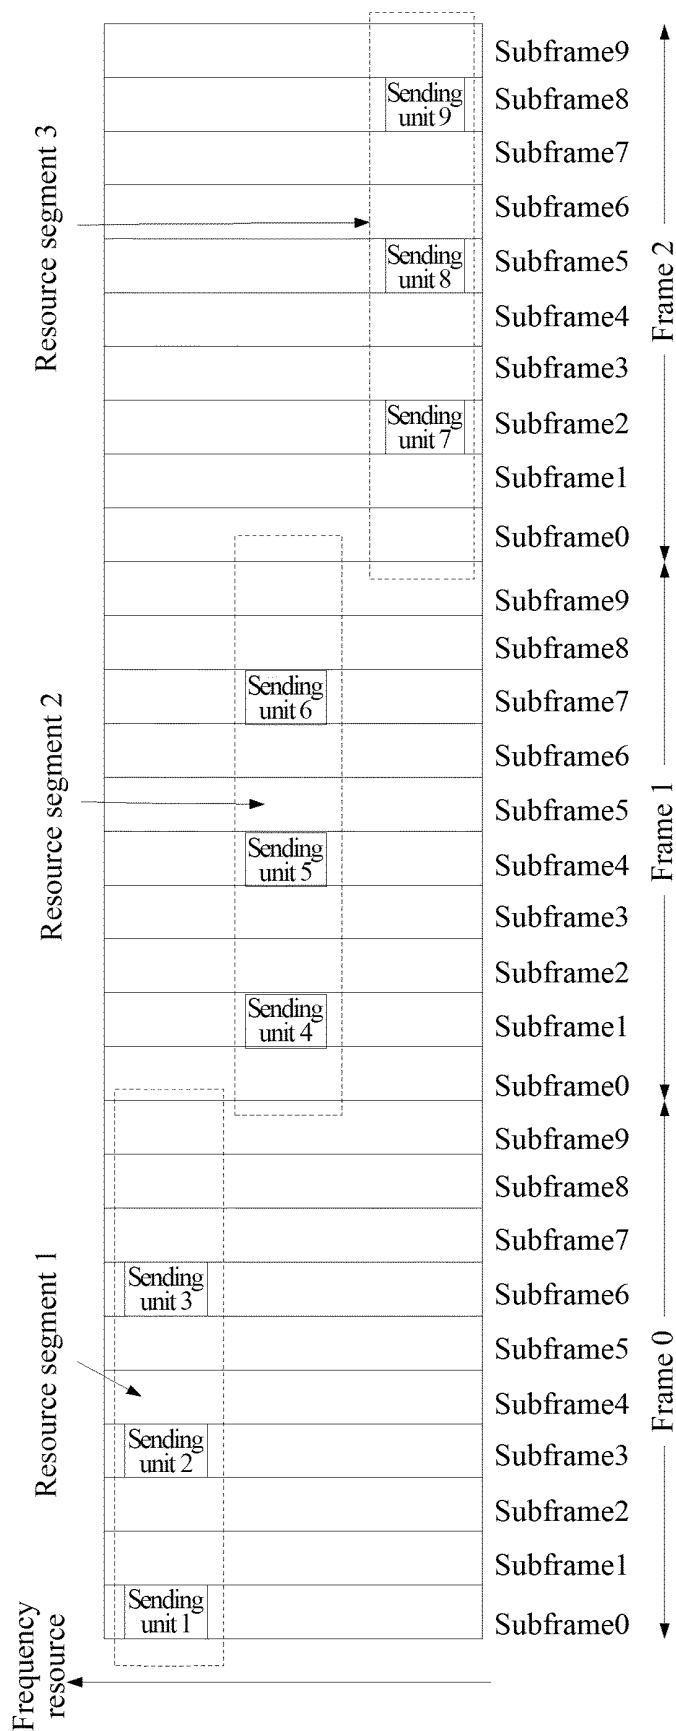 Subframe9
Sending
unit 9
Subframe8
Subframe7
Subframe6
Resource segment 3
Sending
unit 8
Subframe5
Frame 2
Subframe4
Subframe3
Sending
unit 7
Subframe2
Subframe1
Subframe0
Subframe9
Subframe8
Sending
unit 6
Subframe7
Subframe6
Resource segment 2
Subframe5
Frame 1
Sending
unit 5
Subframe4
Subframe3
Subframe2
Sending
unit 4
Subframe1
Subframe0
Subframe9
Subframe8
Subframe7
Sending
unit 3
Subframe6
Resource segment 1
Subframe5
Frame 0
Subframe4
Sending
unit 2
Subframe3
Subframe2
Subframe1
Sending
unit 1
Subframe0
Frequency
resource